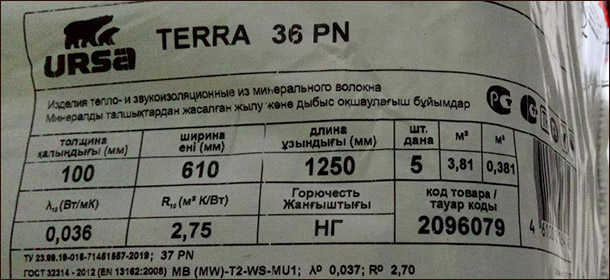 URSA TERRA 36 PN
Изделия тепло- и звукоизоляционные из минерального волокна
Минералды талшықтардан жасалған жылу және дыбыс оқшаулағыш бұйымдар
толщина қалыңдығы (мм) ширина ені (мм) длина ұзындығы (мм) шт. дана м² м³
100 610 1250 5 3,81 0,381
λ₁₀ (Вт/мК) R₁₀ (м² К/Вт) Горючесть Жанғыштығы код товара / тауар коды
0,036 2,75 НГ 2096079
ТУ 23.99.19-016-71451657-2019; 37 PN
ГОСТ 32314 - 2012 (EN 13162:2008) MB (MW)-T2-WS-MU1; λD 0,037; RD 2,70